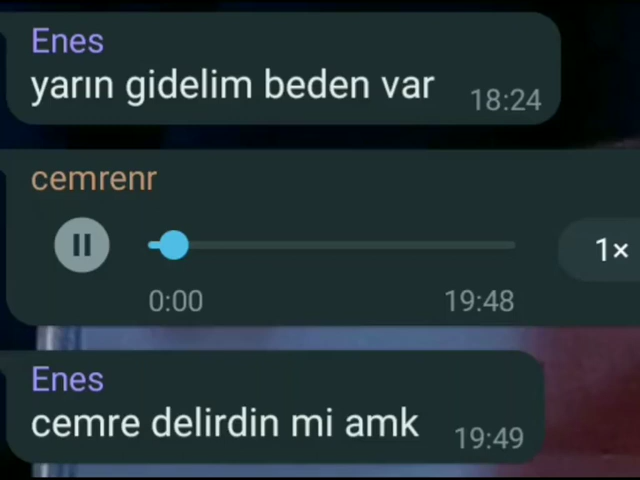 Enes
yarın gidelim beden var
18:24
cemrenr
1×
0:00
19:48
Enes
cemre delirdin mi amk
19:49